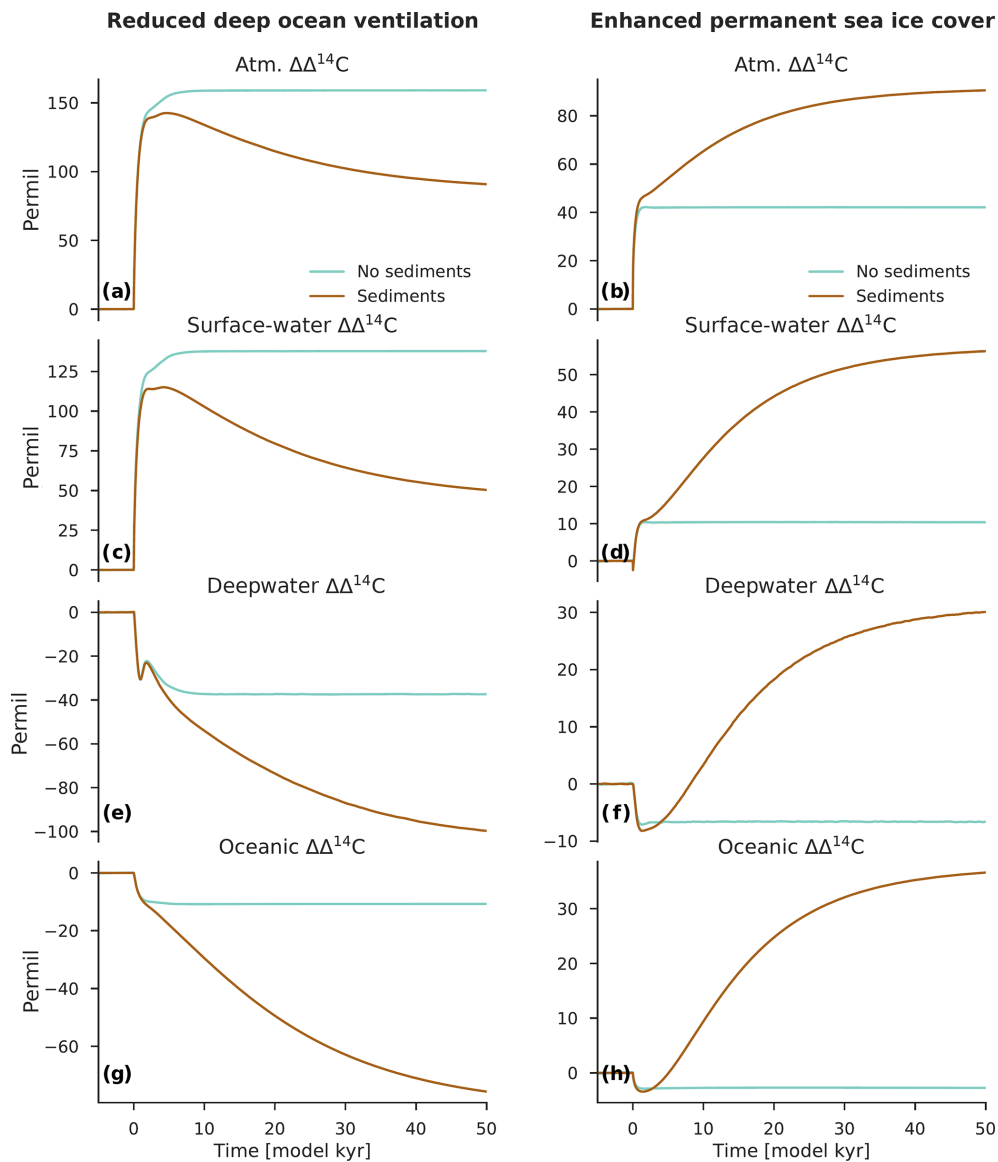 Reduced deep ocean ventilation
Enhanced permanent sea ice cover
Atm. ΔΔ¹⁴C
Permil
150
100
50
0
(a)
No sediments
Sediments
Atm. ΔΔ¹⁴C
80
60
40
20
0
(b)
No sediments
Sediments
Surface-water ΔΔ¹⁴C
Permil
125
100
75
50
25
0
(c)
Surface-water ΔΔ¹⁴C
50
40
30
20
10
0
(d)
Deepwater ΔΔ¹⁴C
Permil
0
−20
−40
−60
−80
−100
(e)
Deepwater ΔΔ¹⁴C
30
20
10
0
−10
(f)
Oceanic ΔΔ¹⁴C
Permil
0
−20
−40
−60
(g)
0 10 20 30 40 50
Time [model kyr]
Oceanic ΔΔ¹⁴C
30
20
10
0
(h)
0 10 20 30 40 50
Time [model kyr]